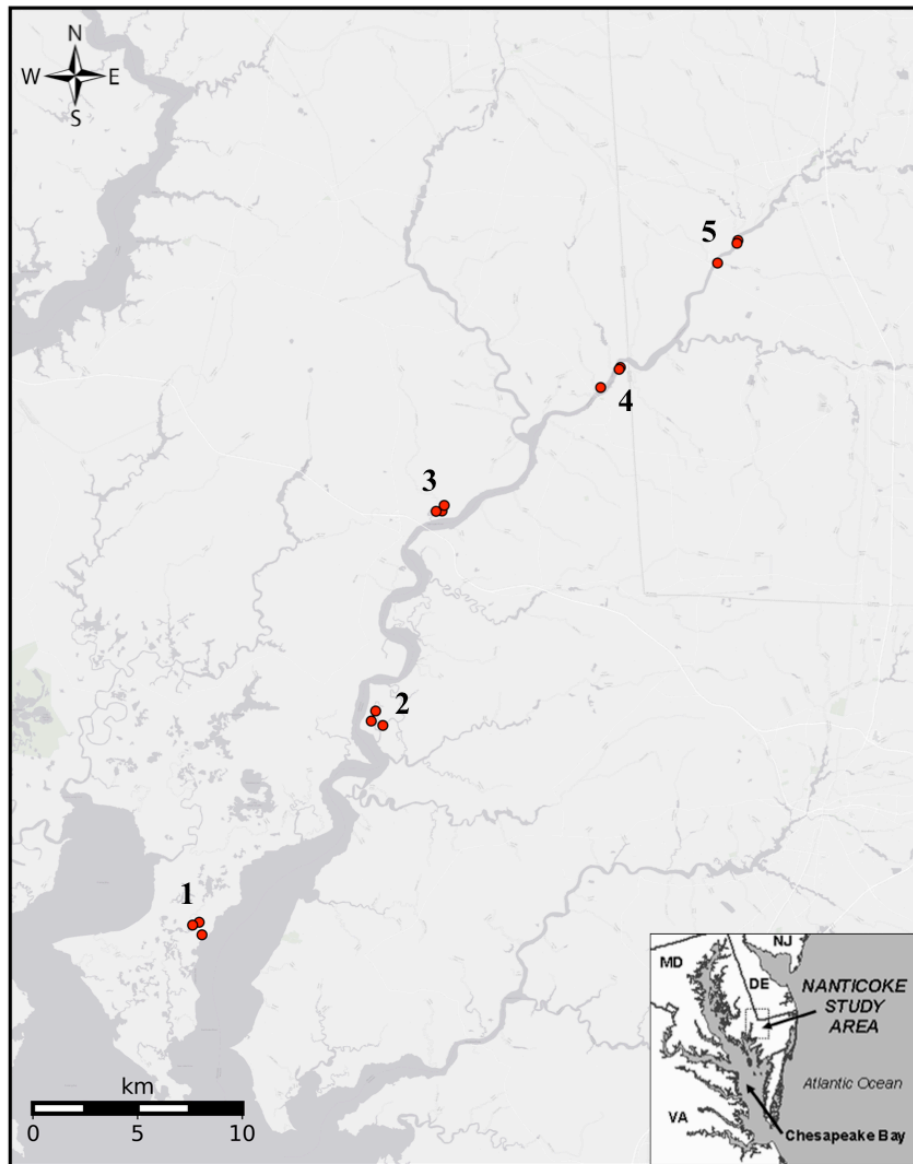 N
W E
S
5
4
3
2
1
km
0 5 10
NJ
MD
DE
NANTICOKE
STUDY
AREA
Atlantic Ocean
VA
Chesapeake Bay